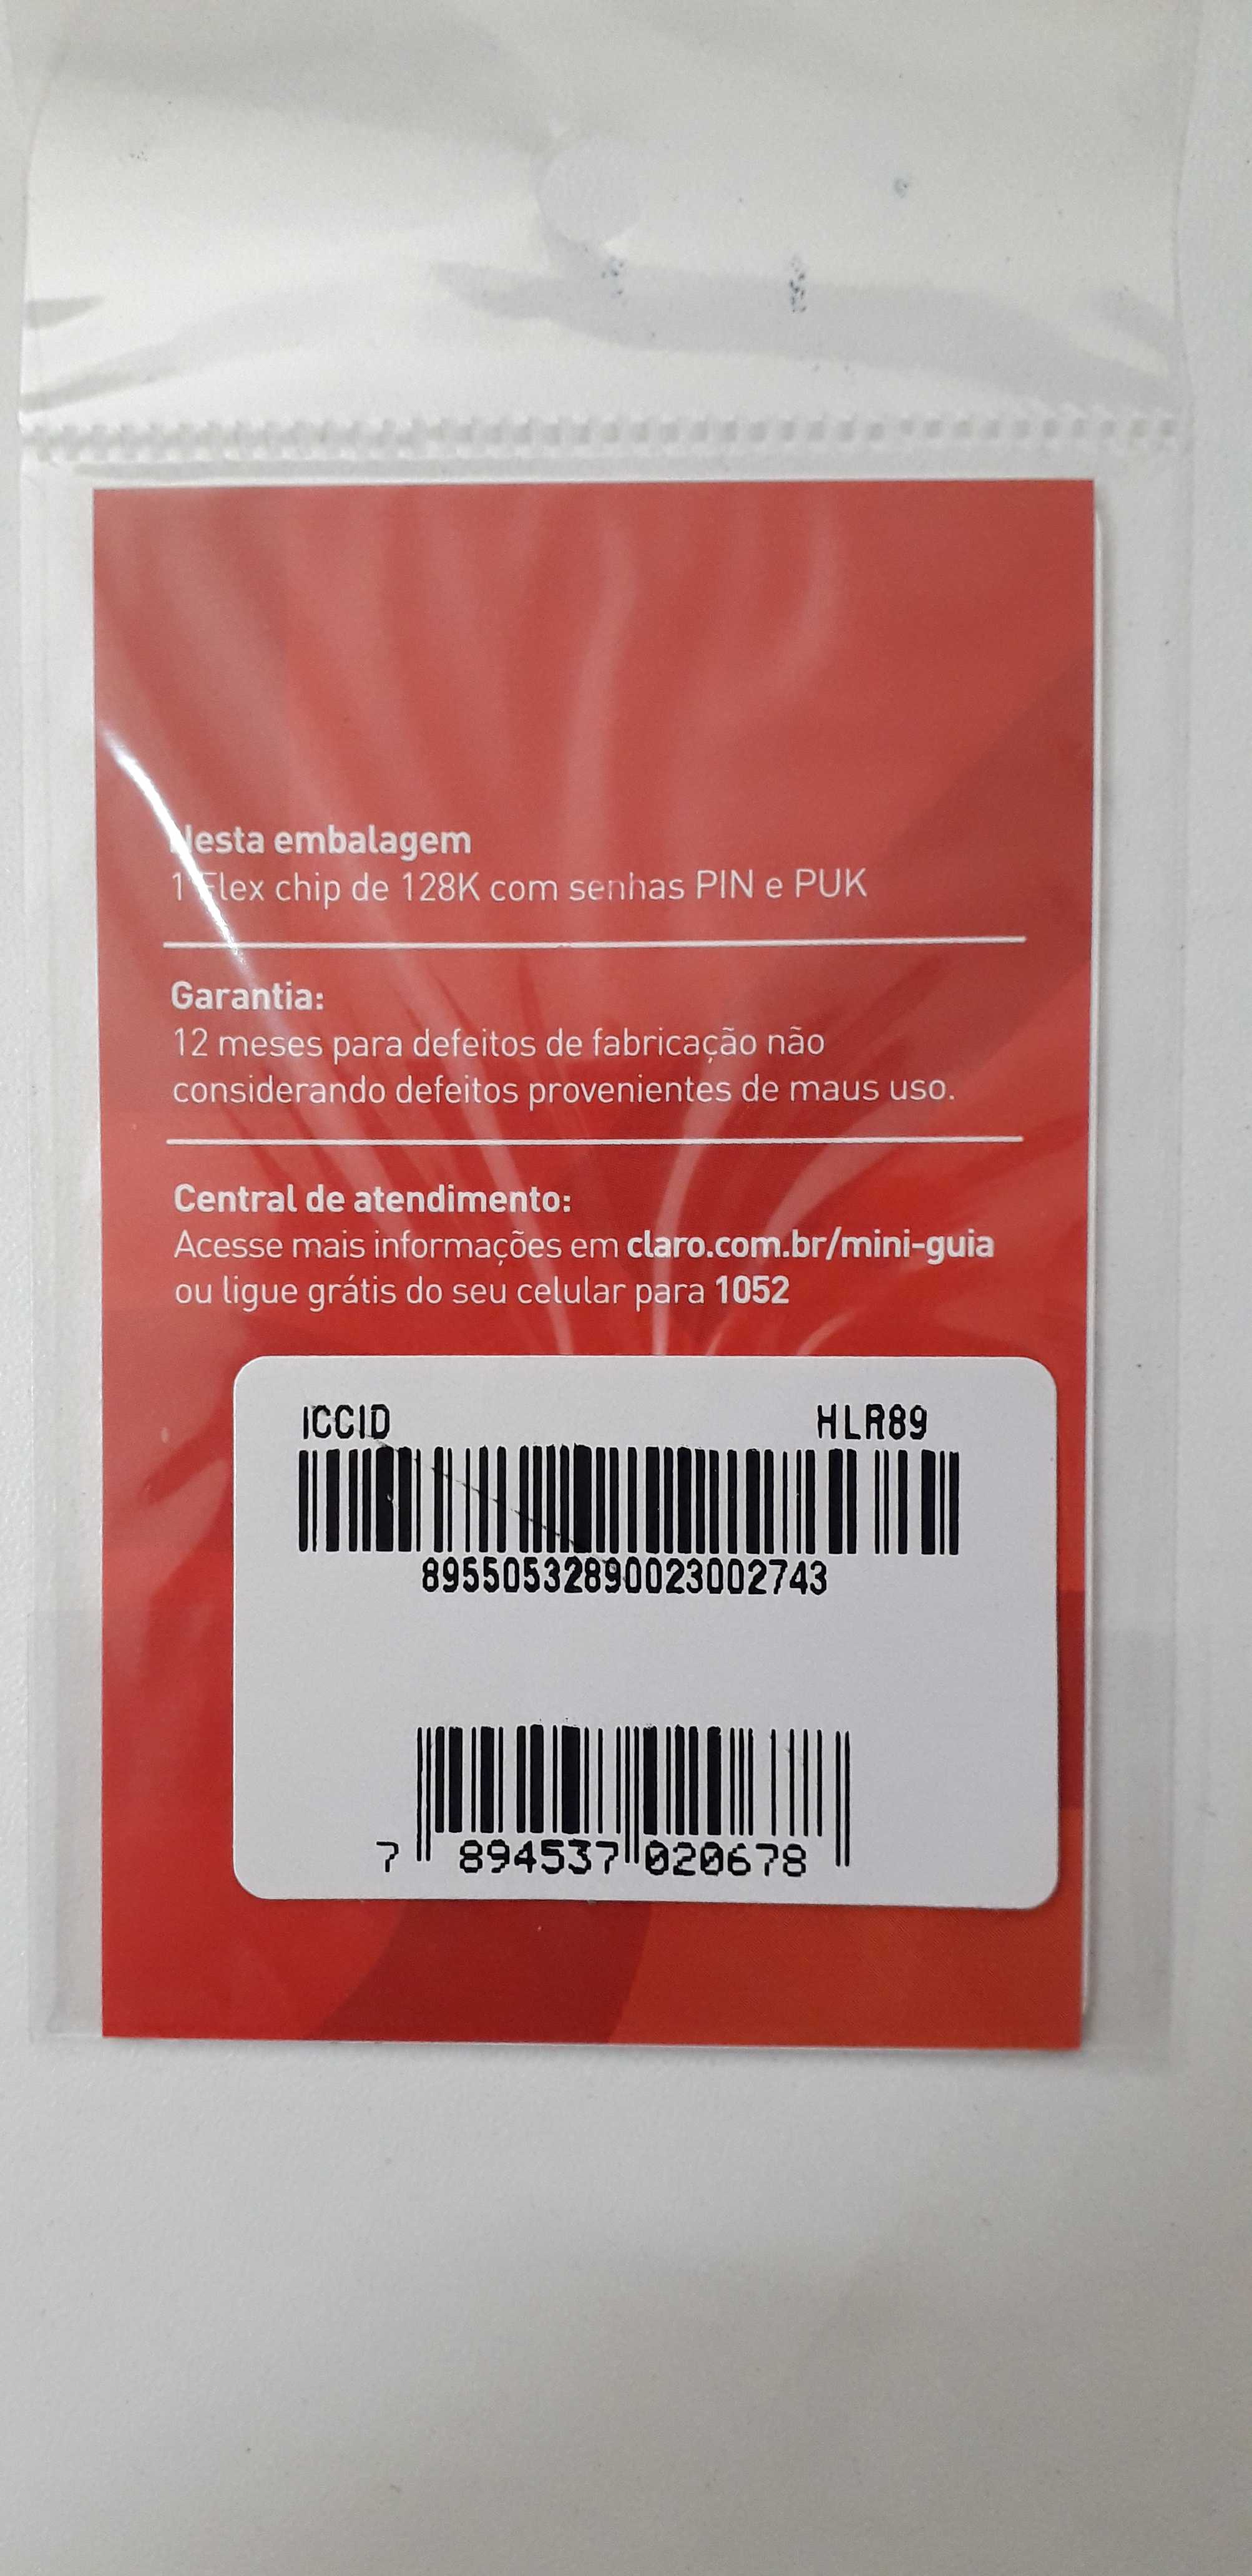 Nesta embalagem
1 Flex chip de 128K com senhas PIN e PUK
Garantia:
12 meses para defeitos de fabricação não
considerando defeitos provenientes de maus uso.
Central de atendimento:
Acesse mais informações em claro.com.br/mini-guia
ou ligue grátis do seu celular para 1052
ICCID HLR89
89550532890023002743
7 894537 020678